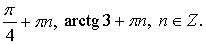 π/4 + πn, arctg 3 + πn, n ∈ Z.